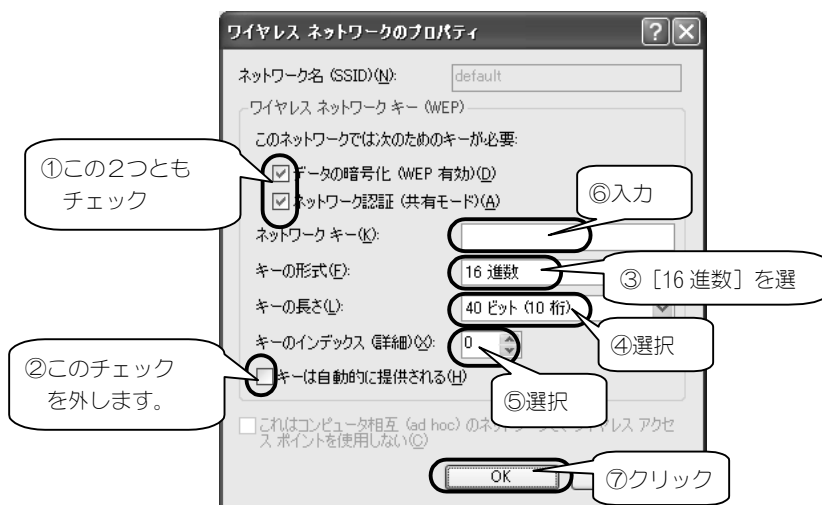 ワイヤレス ネットワークのプロパティ
ネットワーク名 (SSID)(N):
default
ワイヤレス ネットワーク キー (WEP)
このネットワークでは次のためのキーが必要:
①この2つとも
チェック
データの暗号化 (WEP 有効)(D)
ネットワーク認証 (共有モード)(A)
⑥入力
ネットワーク キー(K):
キーの形式(F):
16 進数
③［16 進数］を選
キーの長さ(L):
40 ビット (10 桁)
④選択
キーのインデックス (詳細)(X):
0
②このチェック
を外します。
キーは自動的に提供される(H)
⑤選択
これはコンピュータ相互 (ad hoc) のネットワークで、ワイヤレス アクセ
ス ポイントを使用しない(C)
OK
⑦クリック